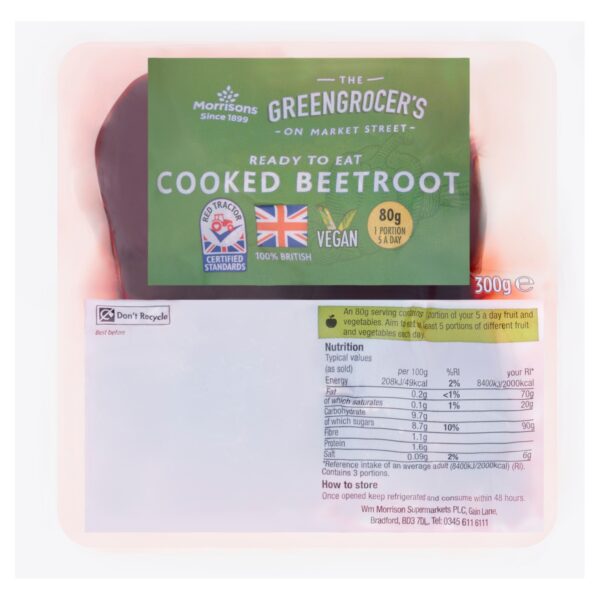 Morrisons
Since 1899
THE
GREENGROCER'S
ON MARKET STREET
READY TO EAT
COOKED BEETROOT
RED TRACTOR
CERTIFIED
STANDARDS
100% BRITISH
VEGAN
80g
1 PORTION
5 A DAY
300g e
Don't Recycle
Best before
An 80g serving contains 1 portion of your 5 a day fruit and
vegetables. Aim to eat at least 5 portions of different fruit
and vegetables each day.
Nutrition
Typical values
(as sold) per 100g %RI your RI*
Energy 208kJ/49kcal 2% 8400kJ/2000kcal
Fat 0.2g <1% 70g
of which saturates 0.1g 1% 20g
Carbohydrate 9.7g
of which sugars 8.7g 10% 90g
Fibre 1.1g
Protein 1.6g
Salt 0.09g 2% 6g
*Reference intake of an average adult (8400kJ/2000kcal) (RI).
Contains 3 portions.
How to store
Once opened keep refrigerated and consume within 48 hours.
Wm Morrison Supermarkets PLC, Gain Lane,
Bradford, BD3 7DL. Tel: 0345 611 6111